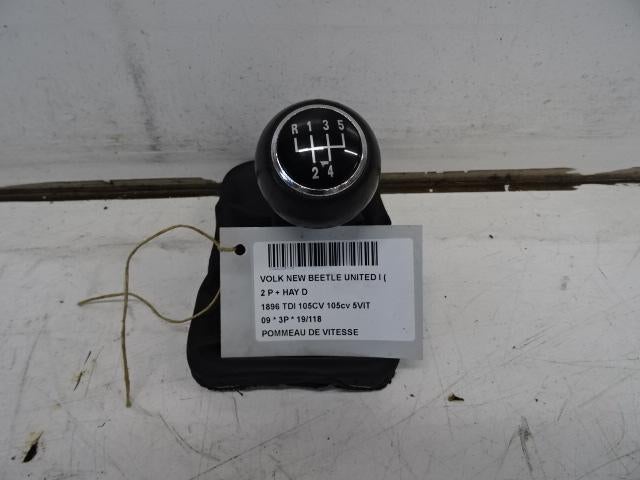 R 1 3 5
2 4
VOLK NEW BEETLE UNITED I (
2 P + HAY D
1896 TDI 105CV 105cv 5VIT
09 * 3P * 19/118
POMMEAU DE VITESSE